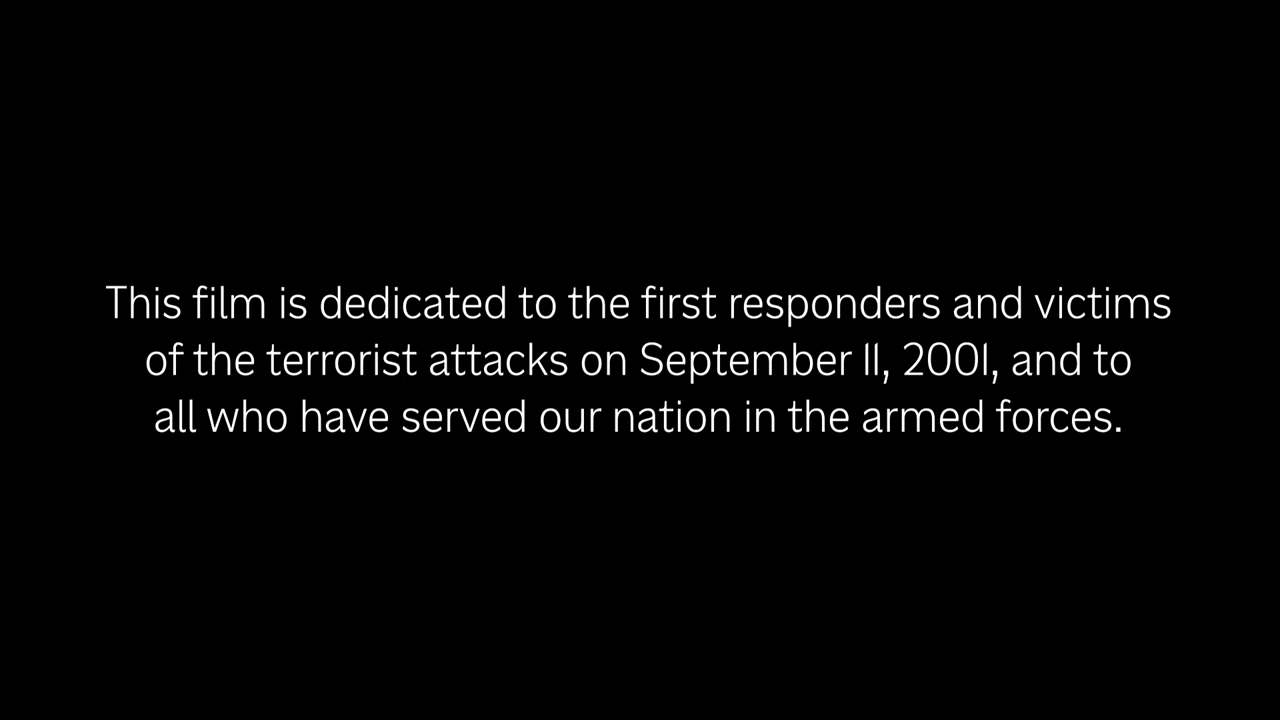 This film is dedicated to the first responders and victims
of the terrorist attacks on September 11, 2001, and to
all who have served our nation in the armed forces.